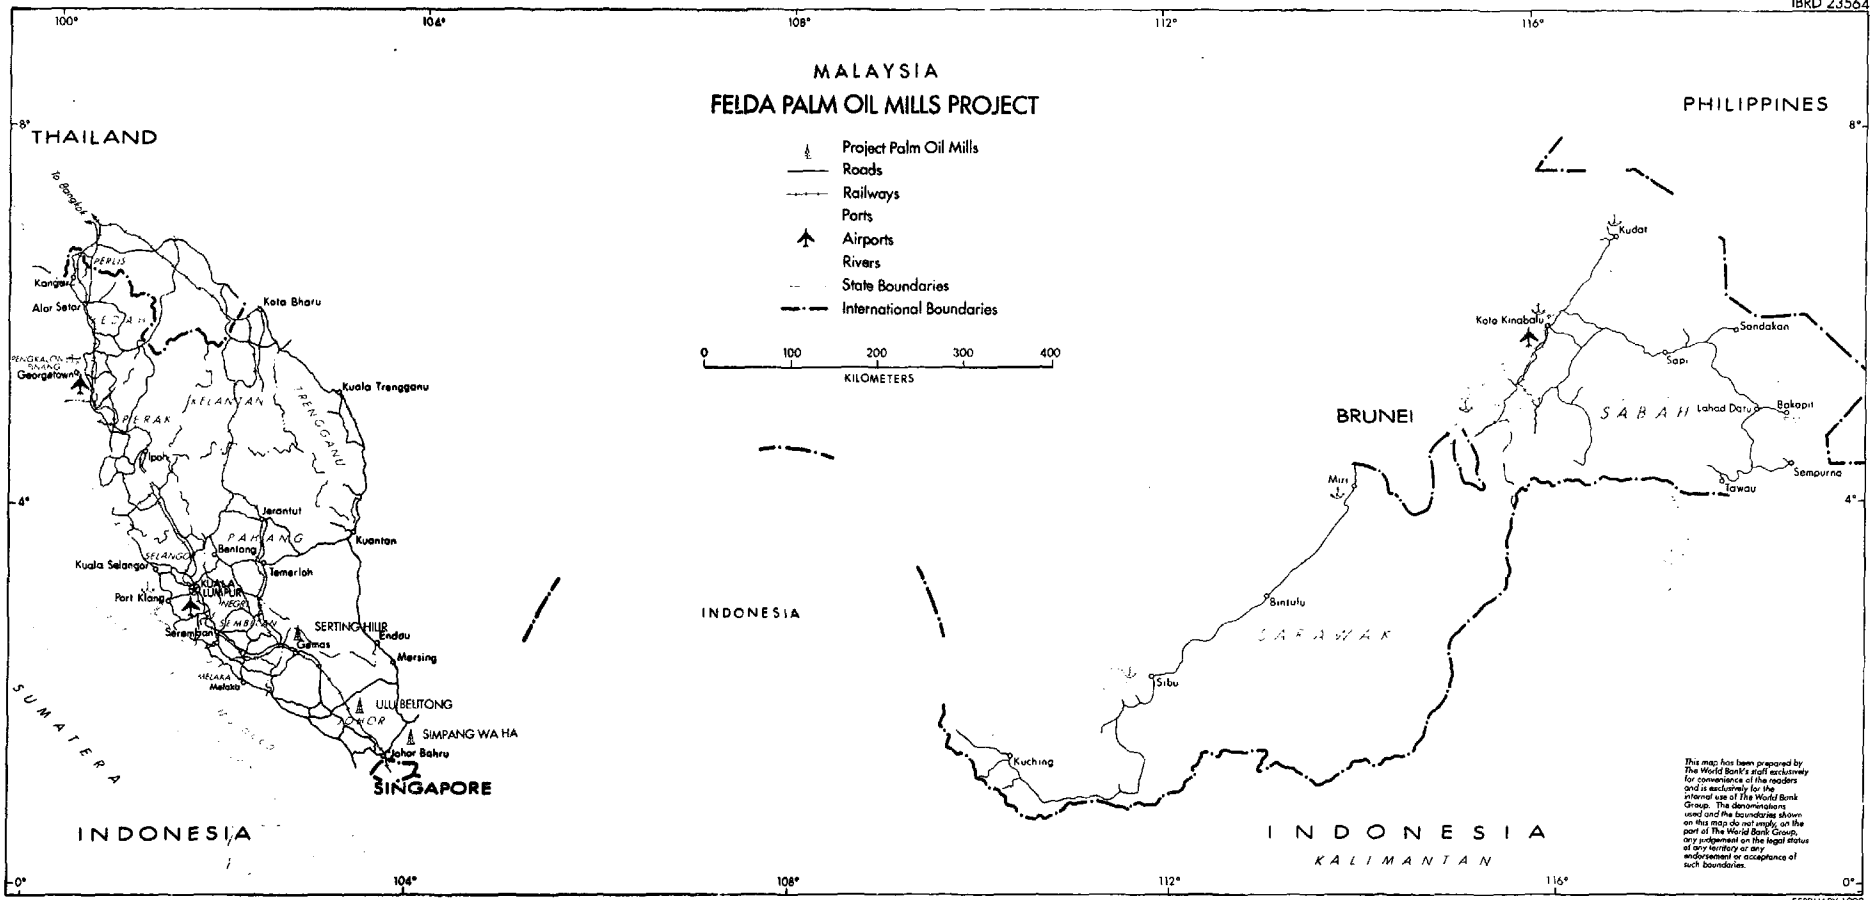 IBRD 23564
100°
104°
108°
112°
116°
MALAYSIA
FELDA PALM OIL MILLS PROJECT
Project Palm Oil Mills
Roads
Railways
Ports
Airports
Rivers
State Boundaries
International Boundaries
0 100 200 300 400
KILOMETERS
PHILIPPINES
8°
8°
THAILAND
To Bangkok
PERLIS
Kangar
Alor Setar
KEDAH
Kota Bharu
Georgetown
Kuala Trengganu
KELANTAN
TRENGGANU
PERAK
Ipoh
4°
Jerantut
PAHANG
Bentong
Kuantan
SELANGOR
Kuala Selangor
Temerloh
KUALA
LUMPUR
Port Klang
NEGRI
SEMBILAN
Seremban
SERTING HILIR
Gemas
Endau
Mersing
MELAKA
Melaka
ULU BELITONG
JOHOR
SIMPANG WA HA
Johor Bahru
SINGAPORE
SUMATERA
INDONESIA
INDONESIA
Kudat
Kota Kinabalu
Sandakan
Sapi
BRUNEI
SABAH
Lahad Datu
Bakapit
Sempurna
Tawau
4°
Miri
Bintulu
SARAWAK
Sibu
Kuching
INDONESIA
KALIMANTAN
This map has been prepared by
The World Bank's staff exclusively
for convenience of the readers
and is exclusively for the
internal use of The World Bank
Group. The denominations
used and the boundaries shown
on this map do not imply, on the
part of The World Bank Group,
any judgement on the legal status
of any territory or any
endorsement or acceptance of
such boundaries.
0°
104°
108°
112°
116°
0°